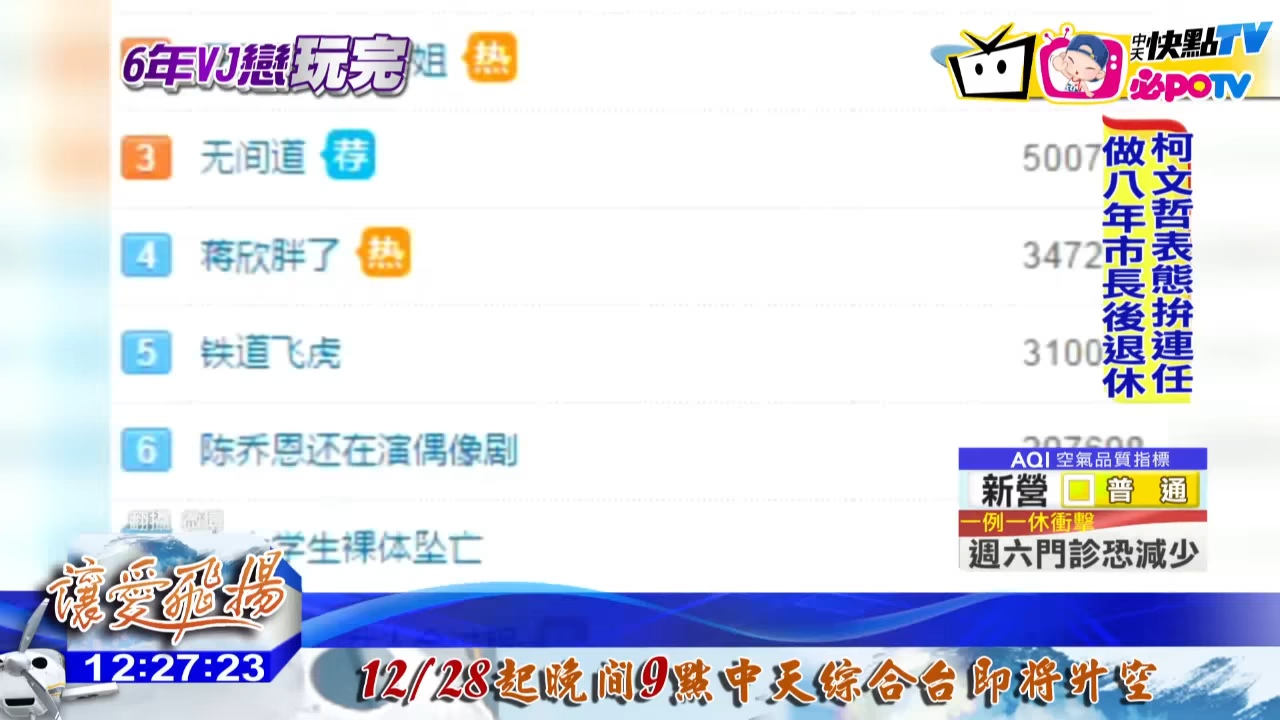 6年VJ戀玩完
姐 热
中天快點TV
必POTV
3 无间道 荐 5007
4 蒋欣胖了 热 3472
5 铁道飞虎 3100
6 陈乔恩还在演偶像剧
学生裸体坠亡
柯文哲表態拚連任
做八年市長後退休
AQI 空氣品質指標
新營 普通
一例一休衝擊
週六門診恐減少
翻攝 微博
讓愛飛揚
12:27:23
12/28起晚間9點中天綜合台即將升空